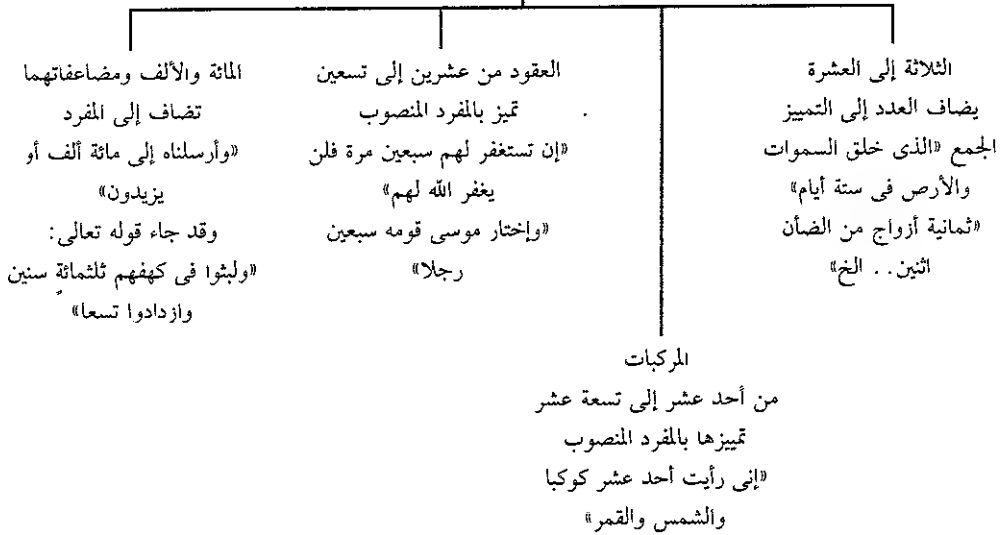 الثلاثة إلى العشرة
يضاف العدد إلى التمييز
الجمع «الذى خلق السموات
والأرض فى ستة أيام»
«ثمانية أزواج من الضأن
اثنين.. الخ»
العقود من عشرين إلى تسعين
تميز بالمفرد المنصوب
«إن تستغفر لهم سبعين مرة فلن
يغفر الله لهم»
«وإختار موسى قومه سبعين
رجلا»
المائة والألف ومضاعفاتهما
تضاف إلى المفرد
«وأرسلناه إلى مائة ألف أو
يزيدون»
وقد جاء قوله تعالى:
«ولبثوا فى كهفهم ثلثمائة سنين
وازدادوا تسعا»
المركبات
من أحد عشر إلى تسعة عشر
تمييزها بالمفرد المنصوب
«إنى رأيت أحد عشر كوكبا
والشمس والقمر»